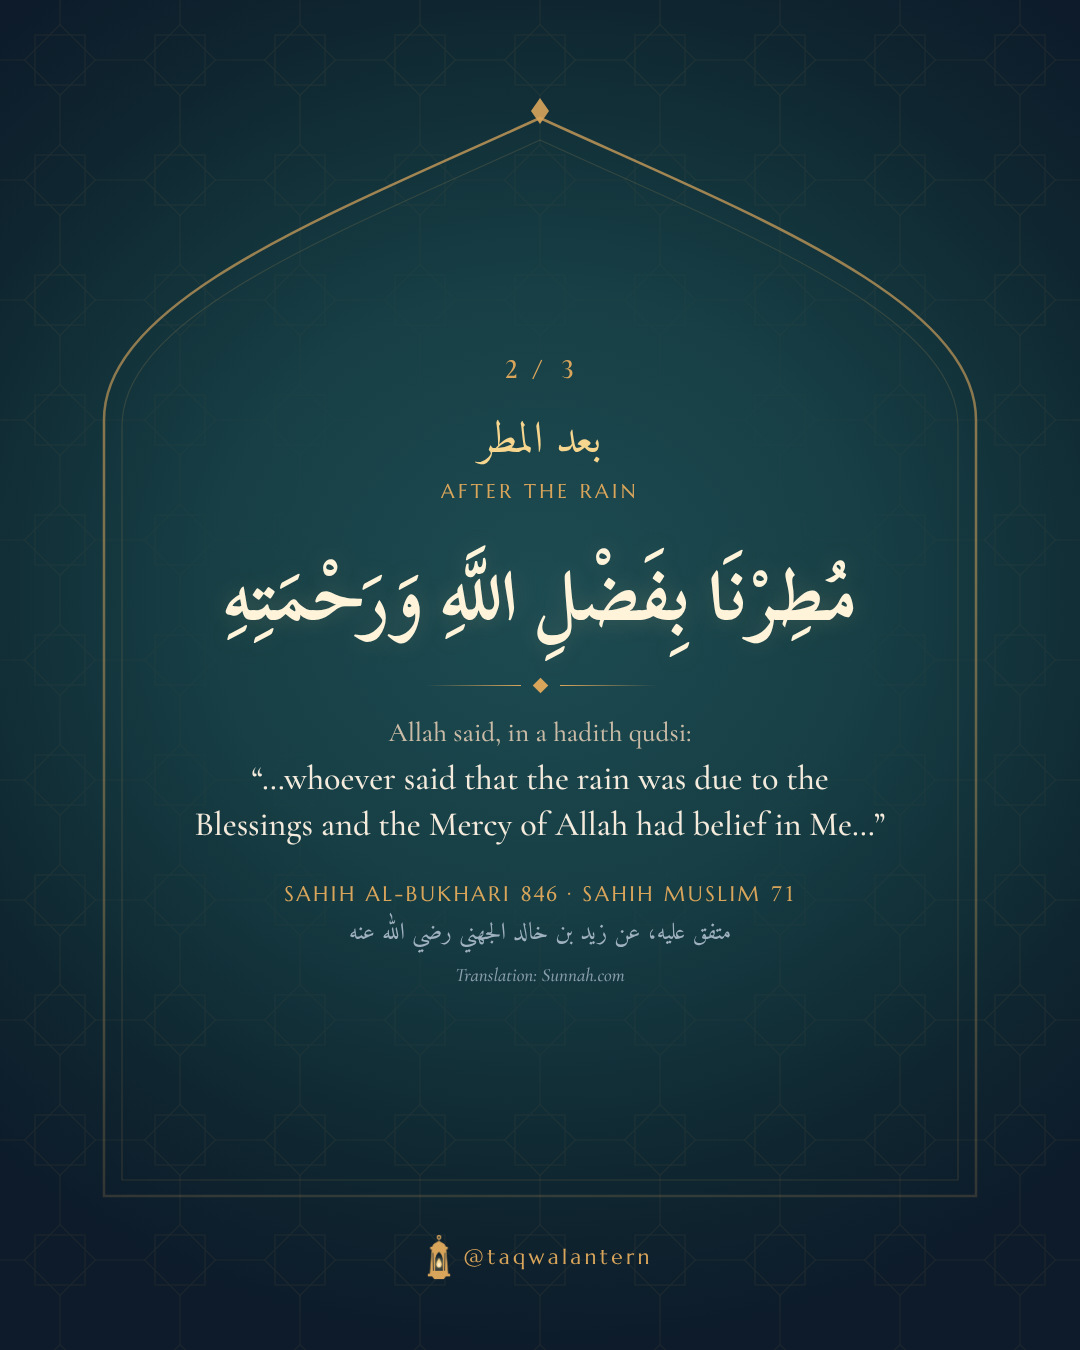 2 / 3
بعد المطر
AFTER THE RAIN
مُطِرْنَا بِفَضْلِ اللَّهِ وَرَحْمَتِهِ
Allah said, in a hadith qudsi:
“...whoever said that the rain was due to the
Blessings and the Mercy of Allah had belief in Me...”
SAHIH AL-BUKHARI 846 · SAHIH MUSLIM 71
متفق عليه، عن زيد بن خالد الجهني رضي الله عنه
Translation: Sunnah.com
@taqwalantern